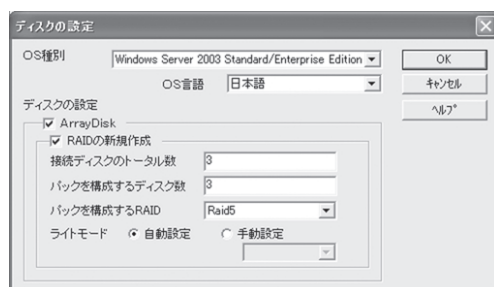 ディスクの設定
OS種別 Windows Server 2003 Standard/Enterprise Edition
OK
OS言語 日本語
キャンセル
ディスクの設定
ヘルプ
ArrayDisk
RAIDの新規作成
接続ディスクのトータル数 3
パックを構成するディスク数 3
パックを構成するRAID Raid5
ライトモード 自動設定 手動設定